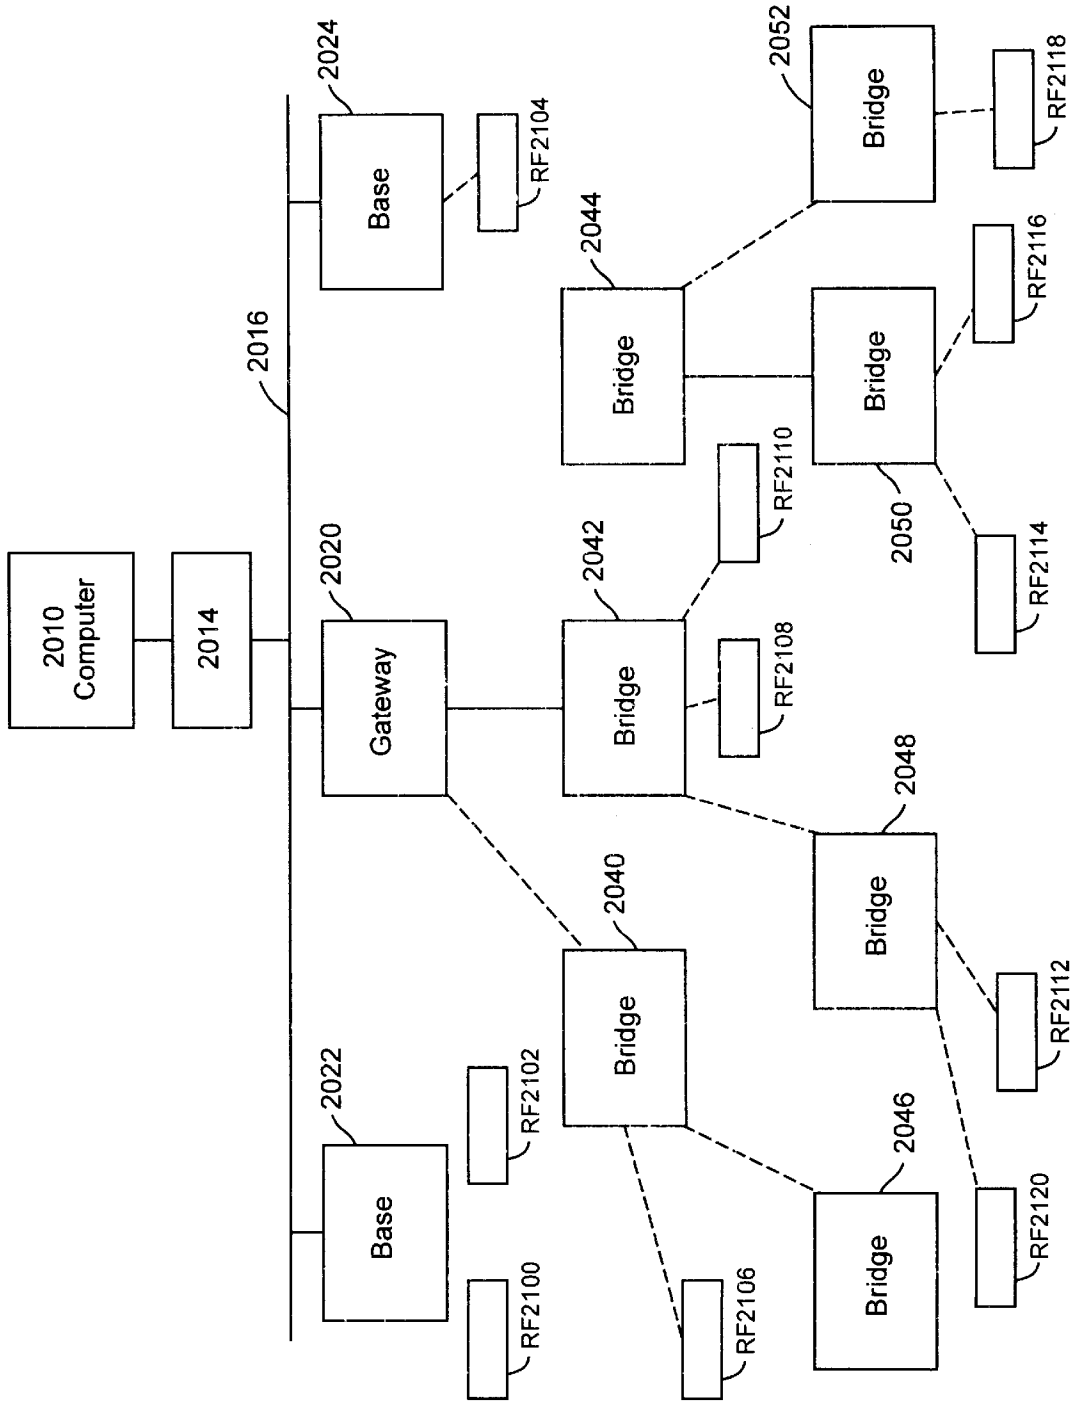 2010
Computer
2014
2016
2022
Base
2020
Gateway
2024
Base
RF2100
RF2102
RF2104
2040
Bridge
2042
Bridge
2044
Bridge
RF2106
RF2108
RF2110
2046
Bridge
2048
Bridge
2050
Bridge
2052
Bridge
RF2120
RF2112
RF2114
RF2116
RF2118